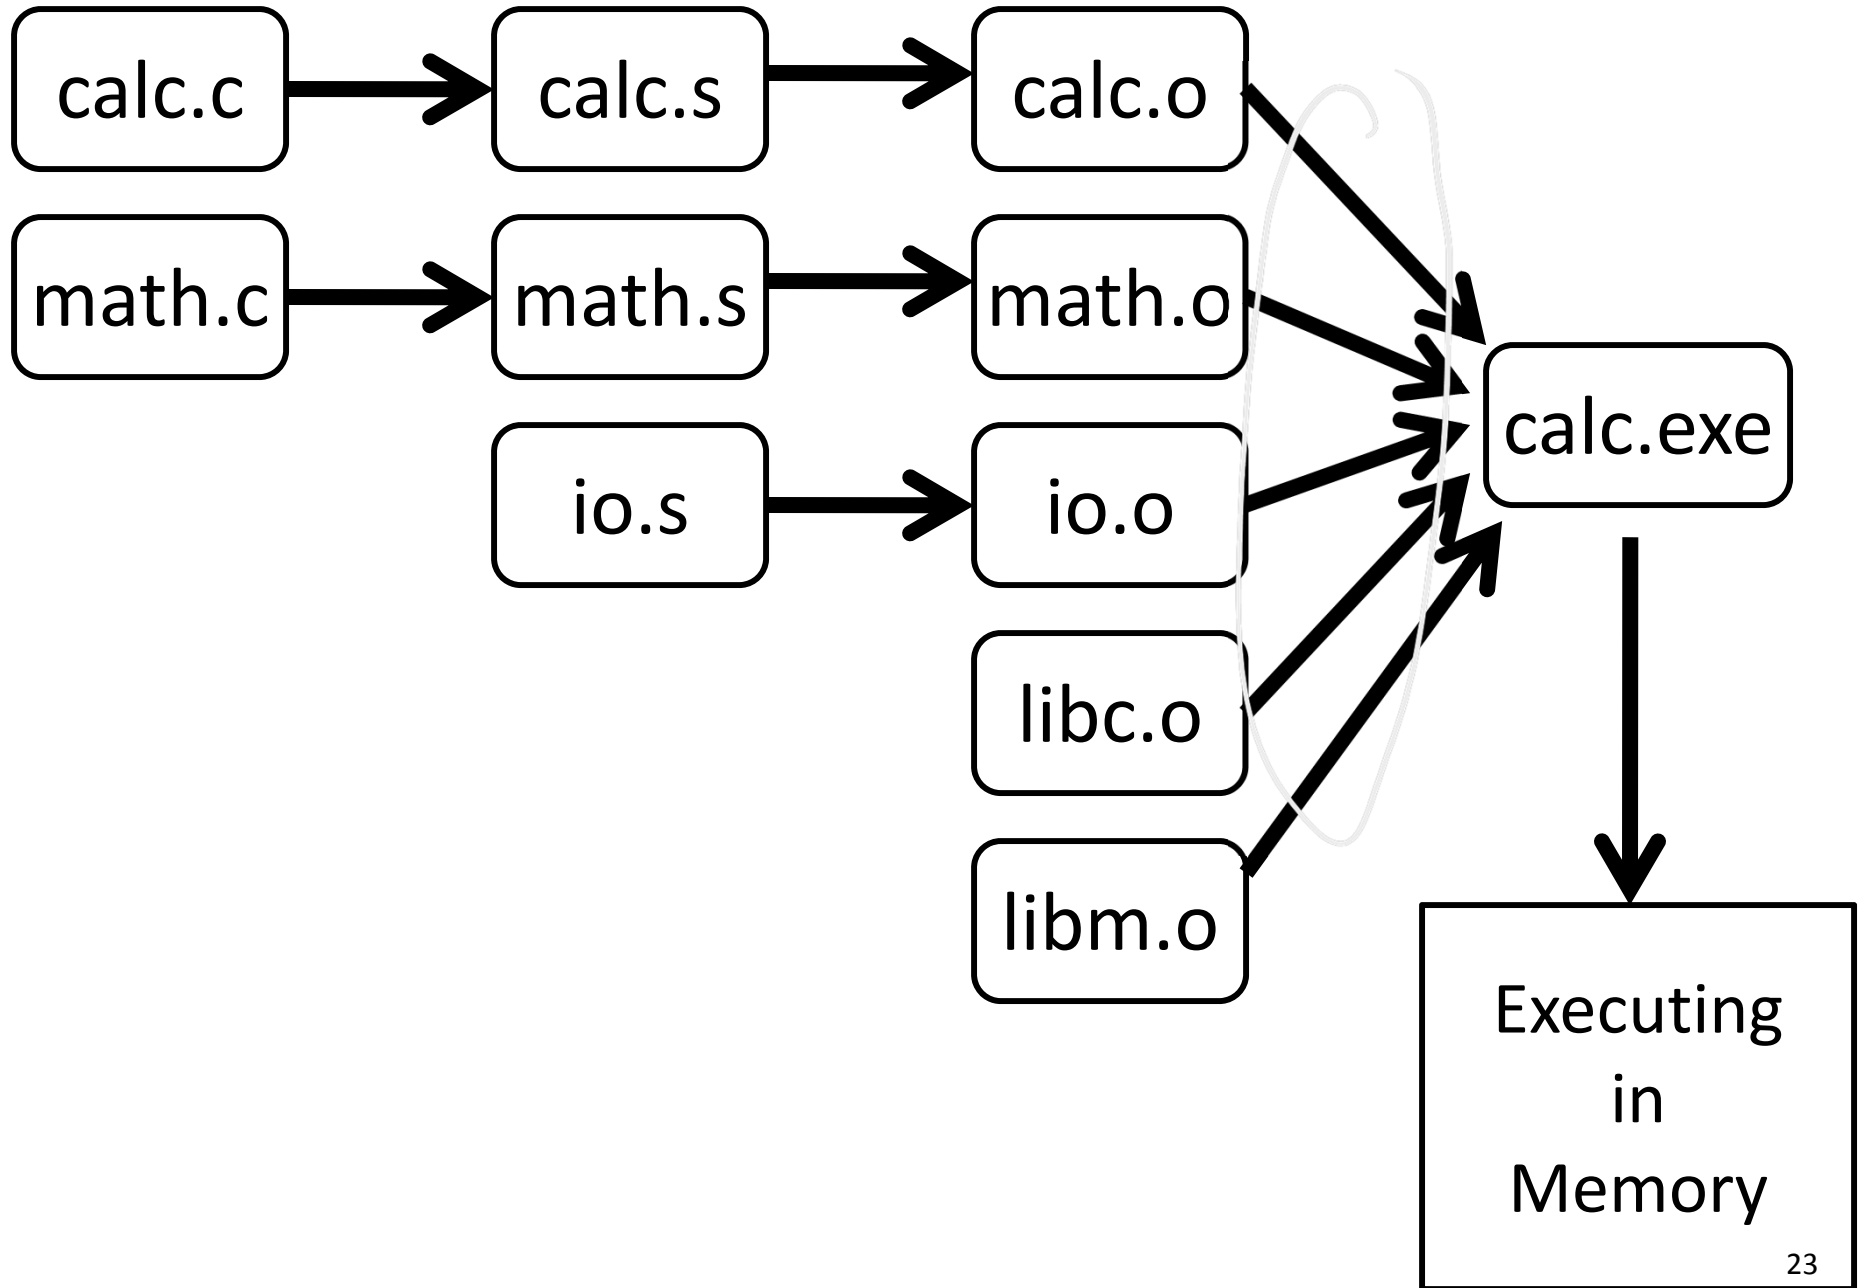 calc.c
calc.s
calc.o
math.c
math.s
math.o
calc.exe
io.s
io.o
libc.o
libm.o
Executing
in
Memory
23